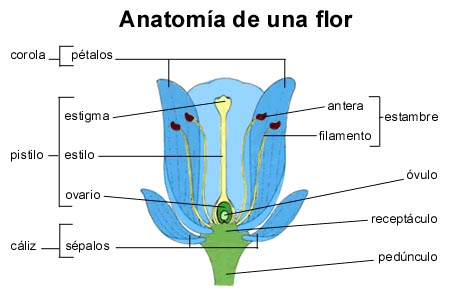 Anatomía de una flor
corola
pétalos
estigma
antera
estambre
filamento
pistilo
estilo
óvulo
ovario
receptáculo
cáliz
sépalos
pedúnculo